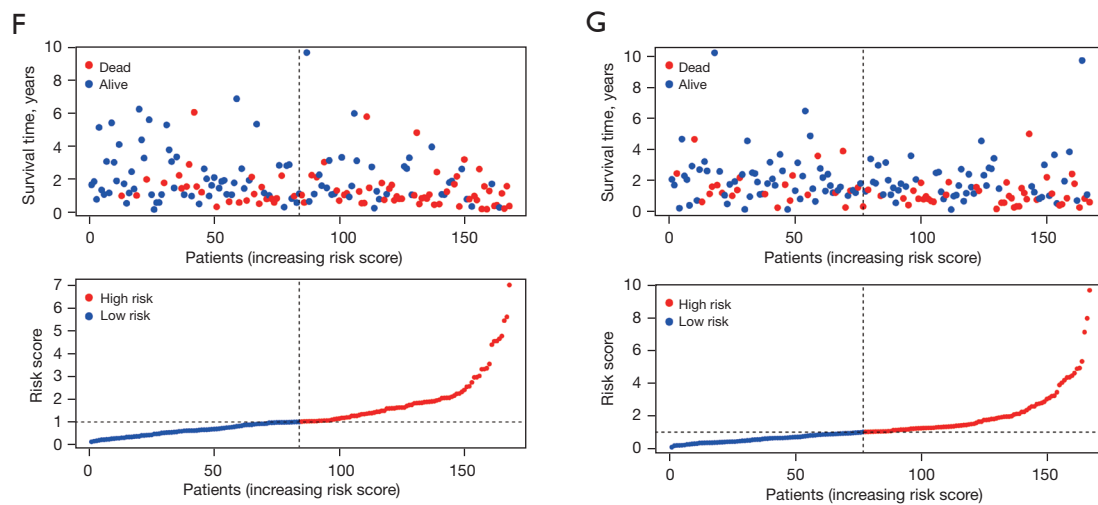 F
10
8
6
4
2
0
Survival time, years
Dead
Alive
0 50 100 150
Patients (increasing risk score)
7
6
5
4
3
2
1
0
Risk score
High risk
Low risk
0 50 100 150
Patients (increasing risk score)
G
10
8
6
4
2
0
Survival time, years
Dead
Alive
0 50 100 150
Patients (increasing risk score)
10
8
6
4
2
0
Risk score
High risk
Low risk
0 50 100 150
Patients (increasing risk score)